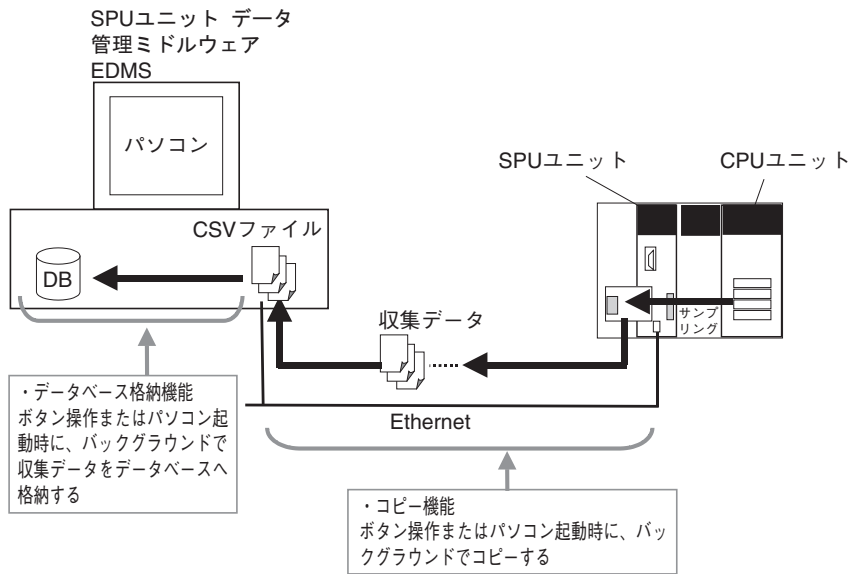 SPUユニット データ
管理ミドルウェア
EDMS
パソコン
SPUユニット
CPUユニット
CSVファイル
DB
収集データ
サンプ
リング
Ethernet
・データベース格納機能
ボタン操作またはパソコン起
動時に、バックグラウンドで
収集データをデータベースへ
格納する
・コピー機能
ボタン操作またはパソコン起動時に、バッ
クグラウンドでコピーする